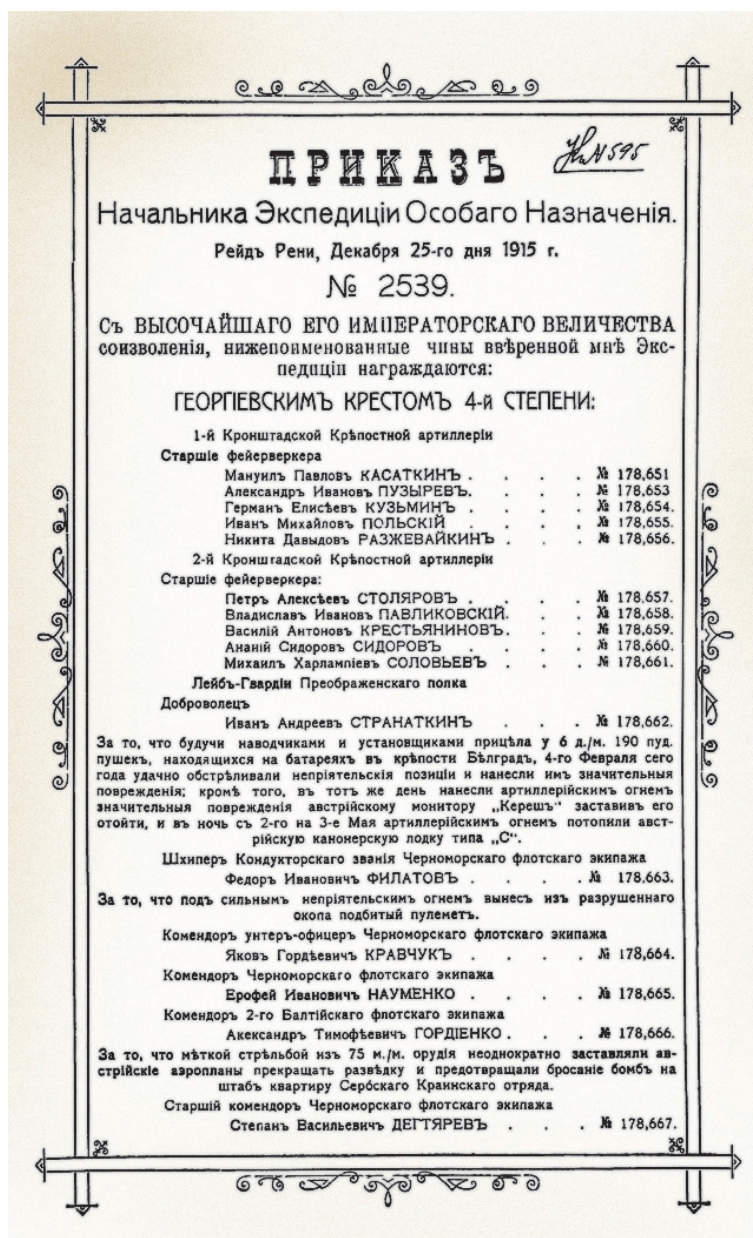 ПРИКАЗЪ
№ 595
Начальника Экспедиціи Особаго Назначенія.
Рейдъ Рени, Декабря 25-го дня 1915 г.
№ 2539.
Съ ВЫСОЧАЙШАГО ЕГО ИМПЕРАТОРСКАГО ВЕЛИЧЕСТВА
соизволенія, нижепоименованные чины ввѣренной мнѣ Экс-
педиціи награждаются:
ГЕОРГІЕВСКИМЪ КРЕСТОМЪ 4-й СТЕПЕНИ:
1-й Кронштадской Крѣпостной артиллеріи
Старшіе фейерверкера
Мануилъ Павловъ КАСАТКИНЪ . . . . № 178,651
Александръ Ивановъ ПУЗЫРЕВЪ. . . . № 178,653
Германъ Елисѣевъ КУЗЬМИНЪ . . . . № 178,654.
Иванъ Михайловъ ПОЛЬСКІЙ . . . . № 178,655.
Никита Давыдовъ РАЗЖЕВАЙКИНЪ . . . № 178,656.
2-й Кронштадской Крѣпостной артиллеріи
Старшіе фейерверкера:
Петръ Алексѣевъ СТОЛЯРОВЪ . . . . № 178,657.
Владиславъ Ивановъ ПАВЛИКОВСКІЙ. . . № 178,658.
Василій Антоновъ КРЕСТЬЯНИНОВЪ. . . № 178,659.
Ананій Сидоровъ СИДОРОВЪ . . . . № 178,660.
Михаилъ Харлампіевъ СОЛОВЬЕВЪ . . . № 178,661.
Лейбъ-Гвардіи Преображенскаго полка
Доброволецъ
Иванъ Андреевъ СТРАНАТКИНЪ . . . № 178,662.
За то, что будучи наводчиками и установщиками прицѣла у 6 д./м. 190 пуд.
пушекъ, находящихся на батареяхъ въ крѣпости Бѣлградъ, 4-го Февраля сего
года удачно обстрѣливали непріятельскія позиціи и нанесли имъ значительныя
поврежденія; кромѣ того, въ тотъ же день нанесли артиллерійскимъ огнемъ
значительныя поврежденія австрійскому монитору „Керешъ" заставивъ его
отойти, и въ ночь съ 2-го на 3-е Мая артиллерійскимъ огнемъ потопили авст-
рійскую канонерскую лодку типа „С".
Шхиперъ Кондукторскаго званія Черноморскаго флотскаго экипажа
Федоръ Ивановичъ ФИЛАТОВЪ . . . . № 178,663.
За то, что подъ сильнымъ непріятельскимъ огнемъ вынесъ изъ разрушеннаго
окопа подбитый пулеметъ.
Комендоръ унтеръ-офицеръ Черноморскаго флотскаго экипажа
Яковъ Гордѣевичъ КРАВЧУКЪ . . . . № 178,664.
Комендоръ Черноморскаго флотскаго экипажа
Ерофей Ивановичъ НАУМЕНКО . . . . № 178,665.
Комендоръ 2-го Балтійскаго флотскаго экипажа
Акександръ Тимофѣевичъ ГОРДІЕНКО . . . № 178,666.
За то, что мѣткой стрѣльбой изъ 75 м./м. орудія неоднократно заставляли ав-
стрійскіе аэропланы прекращать развѣдку и предотвращали бросаніе бомбъ на
штабъ квартиру Сербскаго Краинскаго отряда.
Старшій комендоръ Черноморскаго флотскаго экипажа
Степанъ Васильевичъ ДЕГТЯРЕВЪ . . . № 178,667.